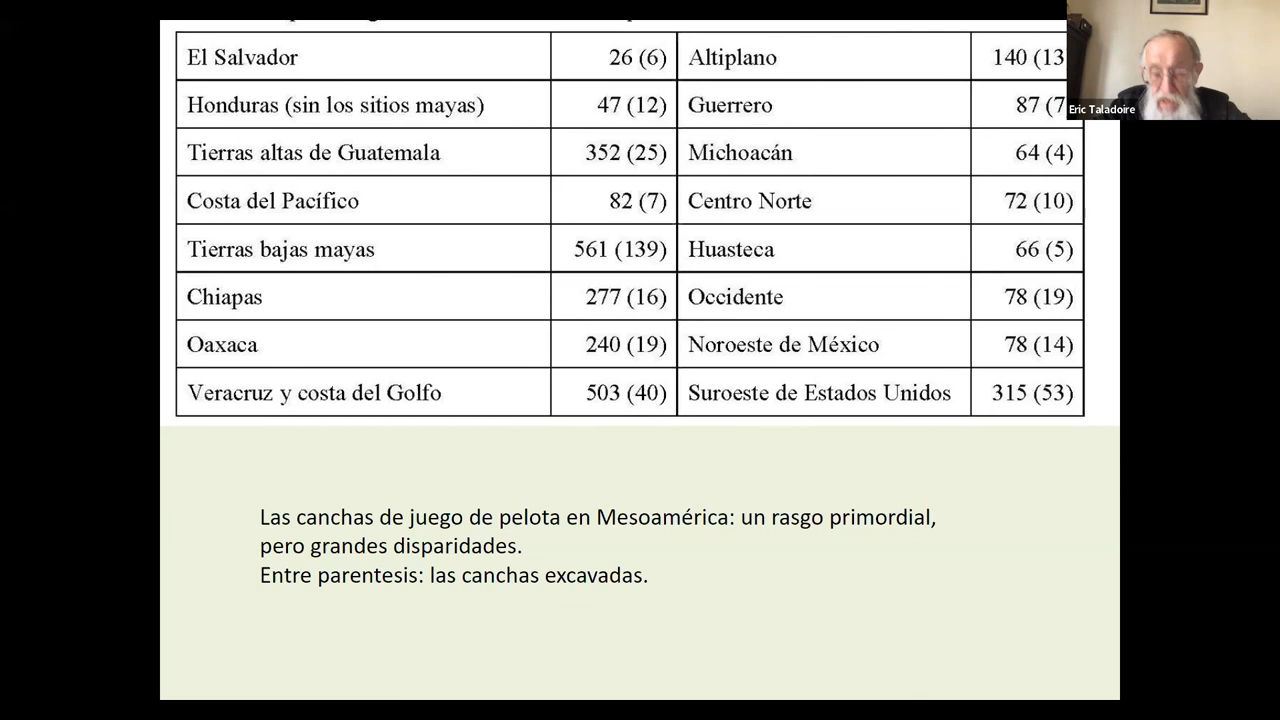 El Salvador 26 (6) Altiplano 140 (13
Honduras (sin los sitios mayas) 47 (12) Guerrero 87 (7
Tierras altas de Guatemala 352 (25) Michoacán 64 (4)
Costa del Pacífico 82 (7) Centro Norte 72 (10)
Tierras bajas mayas 561 (139) Huasteca 66 (5)
Chiapas 277 (16) Occidente 78 (19)
Oaxaca 240 (19) Noroeste de México 78 (14)
Veracruz y costa del Golfo 503 (40) Suroeste de Estados Unidos 315 (53)
Eric Taladoire
Las canchas de juego de pelota en Mesoamérica: un rasgo primordial,
pero grandes disparidades.
Entre parentesis: las canchas excavadas.